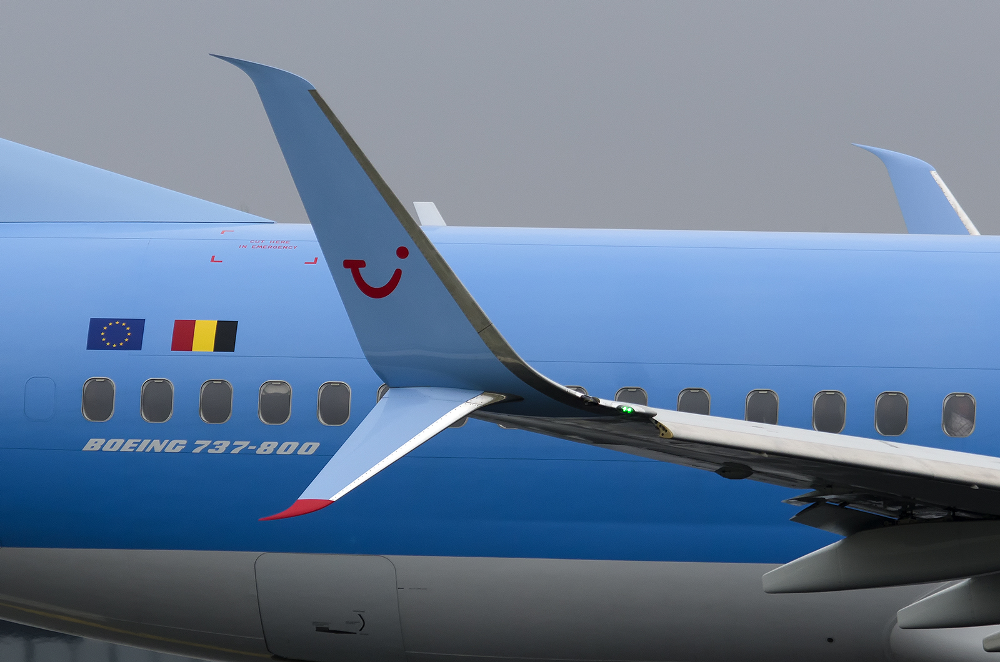 CUT HERE
IN EMERGENCY
BOEING 737-800